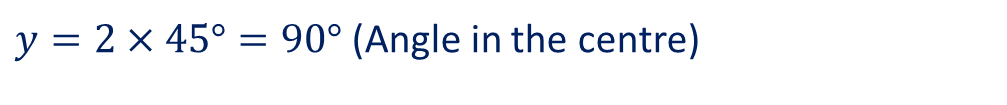 y = 2 × 45° = 90° (Angle in the centre)